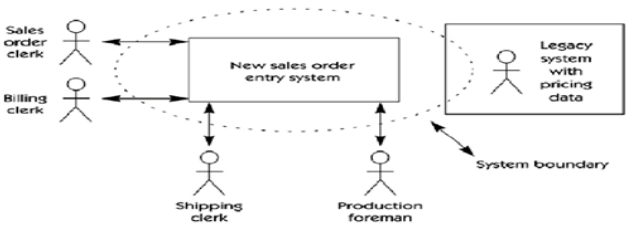 Sales
order
clerk
Billing
clerk
New sales order
entry system
Legacy
system
with
pricing
data
System boundary
Shipping
clerk
Production
foreman